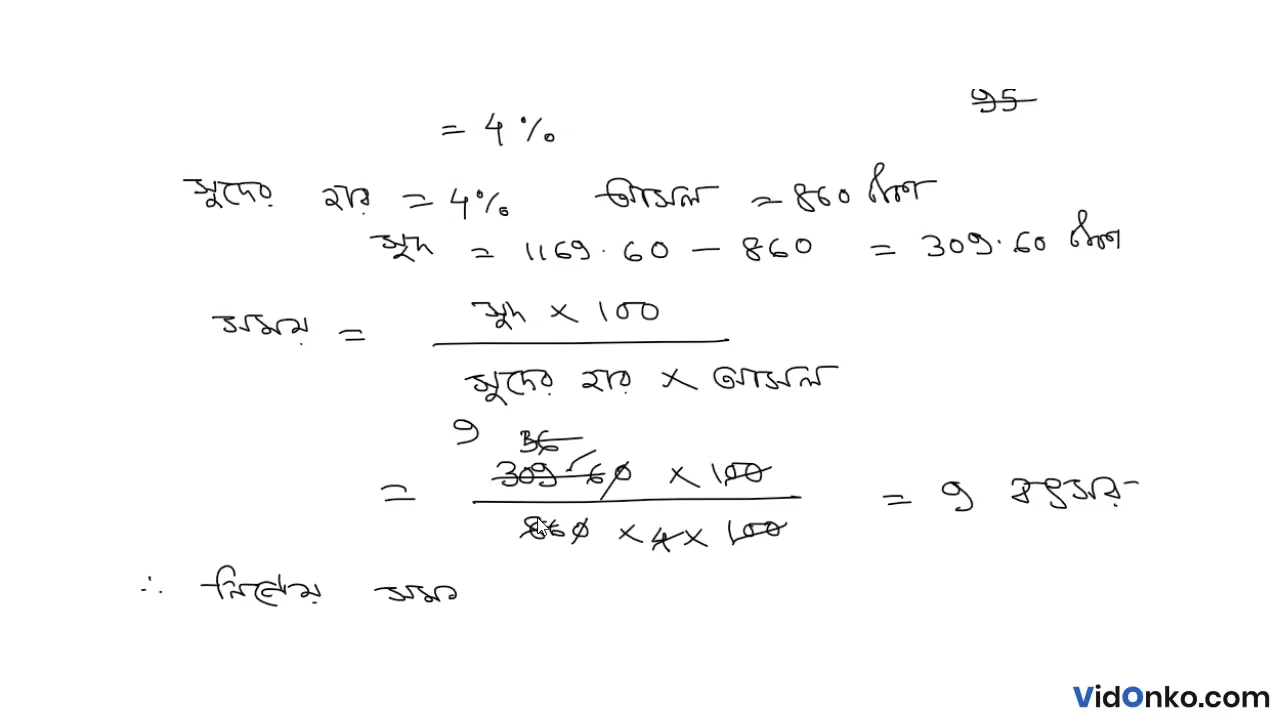 95
= 4%
সুদের হার = 4% আসল = 860
সুদ = 1169.60 - 860 = 309.60
সময় = সুদ × 100
সুদের হার × আসল
9 36
= 309.60 × 100 = 9 বৎসর
860 × 4 × 100
∴ নির্ণেয় সময়
VidOnko.com